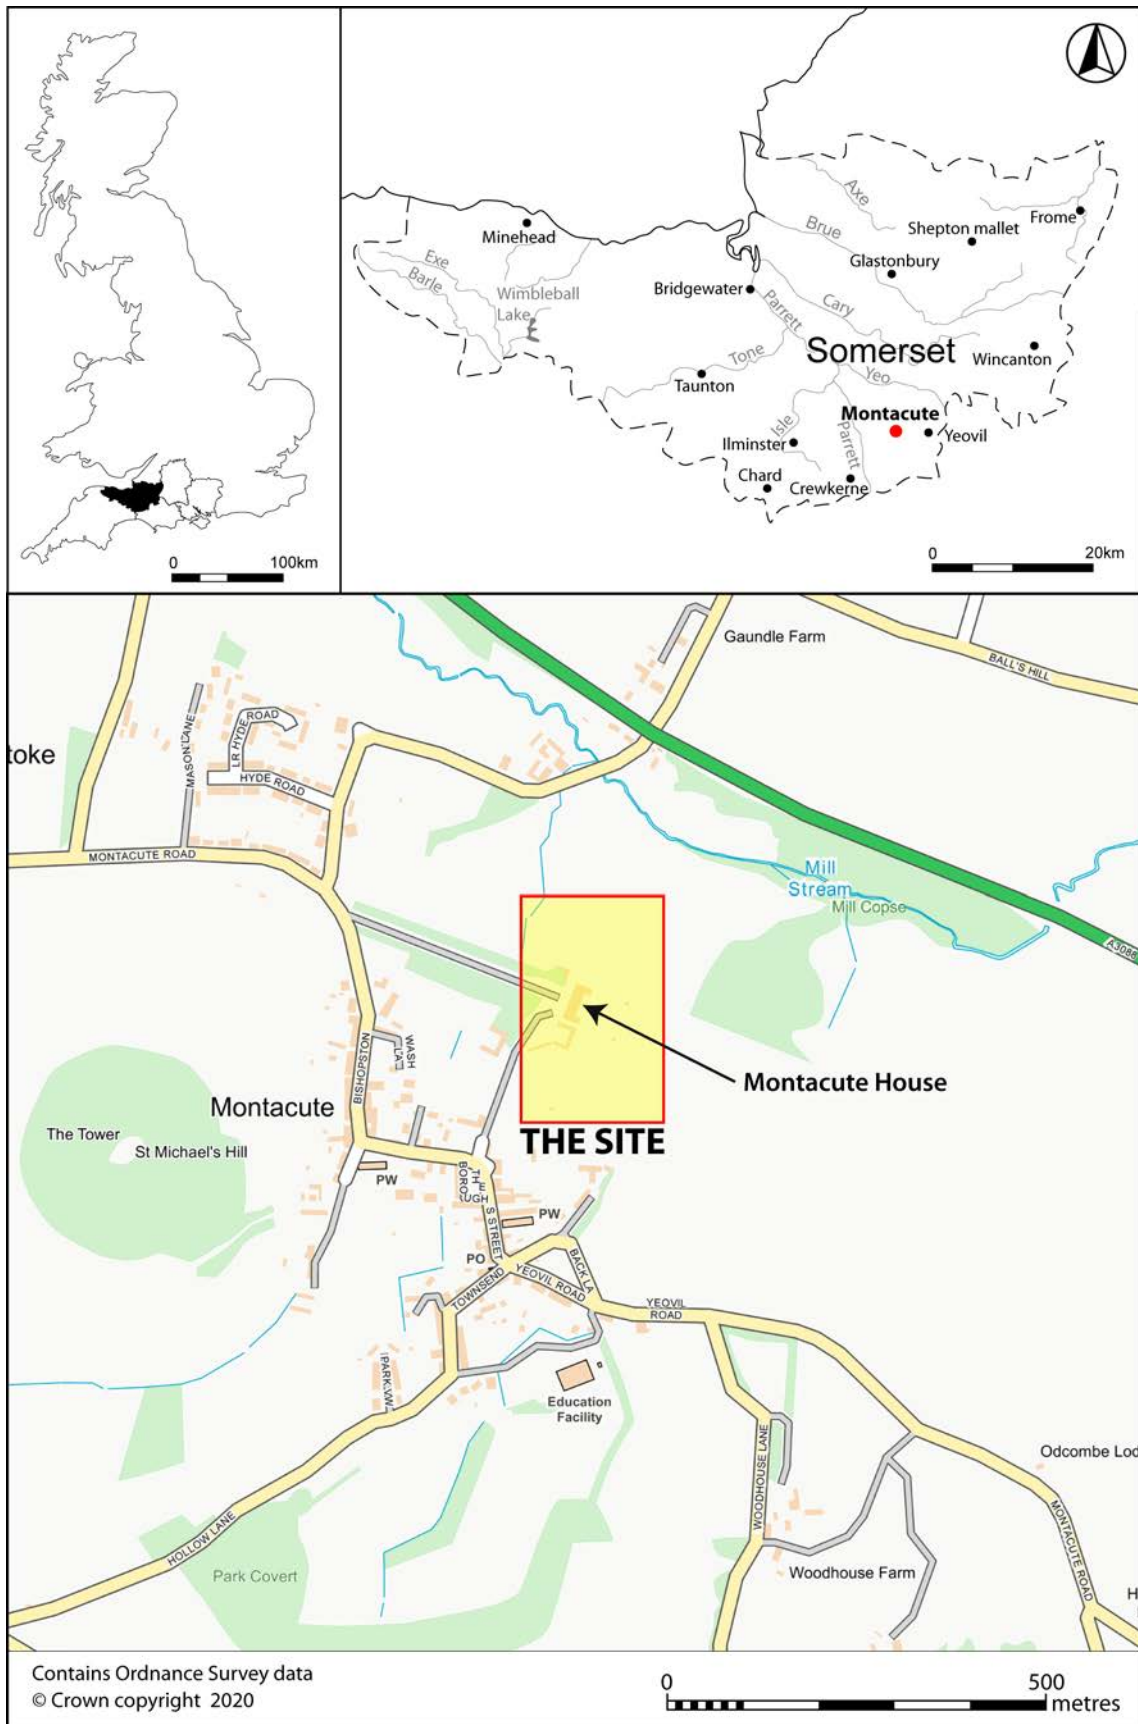 0
100km
Minehead
Exe
Barle
Wimbleball
Lake
Axe
Brue
Frome
Shepton mallet
Glastonbury
Bridgewater
Parrett
Cary
Somerset
Wincanton
Tone
Taunton
Yeo
Montacute
Isle
Yeovil
Ilminster
Parrett
Chard
Crewkerne
0
20km
Gaundle Farm
BALL'S HILL
toke
MASON LANE
LR HYDE ROAD
HYDE ROAD
MONTACUTE ROAD
Mill
Stream
Mill Copse
A3088
BISHOPSTON
WASH
LA
Montacute House
Montacute
The Tower
St Michael's Hill
THE SITE
PW
THE
BOROUGH
S STREET
PW
PO
TOWNSEND
YEOVIL ROAD
BACK LA
YEOVIL
ROAD
PARK VW
Education
Facility
WOODHOUSE LANE
Odcombe Lod
HOLLOW LANE
MONTACUTE ROAD
Park Covert
Woodhouse Farm
H
Contains Ordnance Survey data
© Crown copyright 2020
0
500
metres